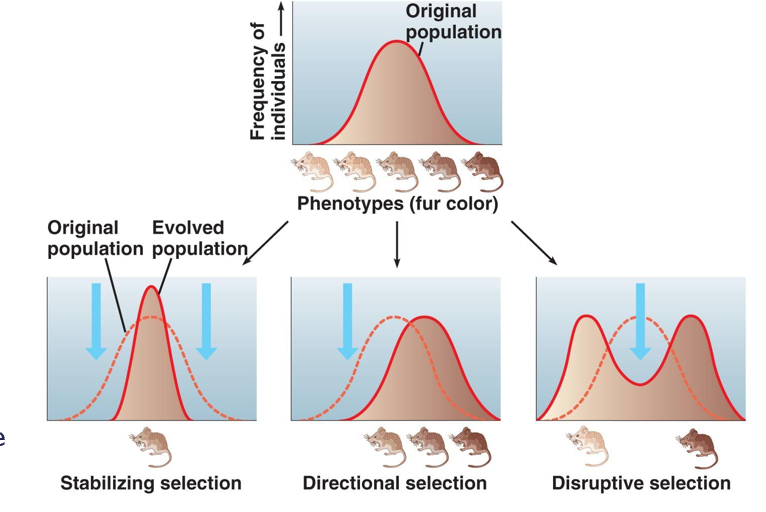 Original
population
Frequency of
individuals
Phenotypes (fur color)
Original
population
Evolved
population
e
Stabilizing selection
Directional selection
Disruptive selection